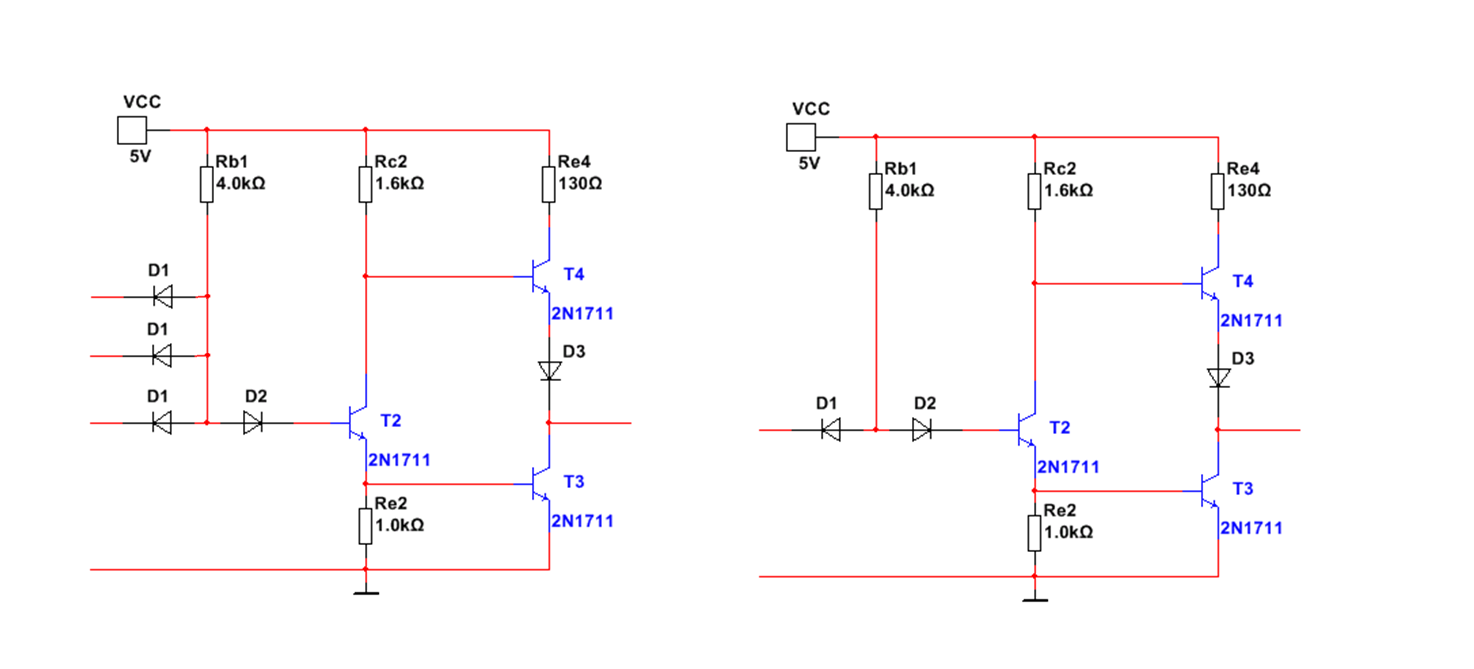 VCC
5V
Rb1
4.0kΩ
Rc2
1.6kΩ
Re4
130Ω
D1
D1
D1
D2
T4
2N1711
D3
T2
2N1711
T3
2N1711
Re2
1.0kΩ
VCC
5V
Rb1
4.0kΩ
Rc2
1.6kΩ
Re4
130Ω
T4
2N1711
D3
D1
D2
T2
2N1711
T3
2N1711
Re2
1.0kΩ